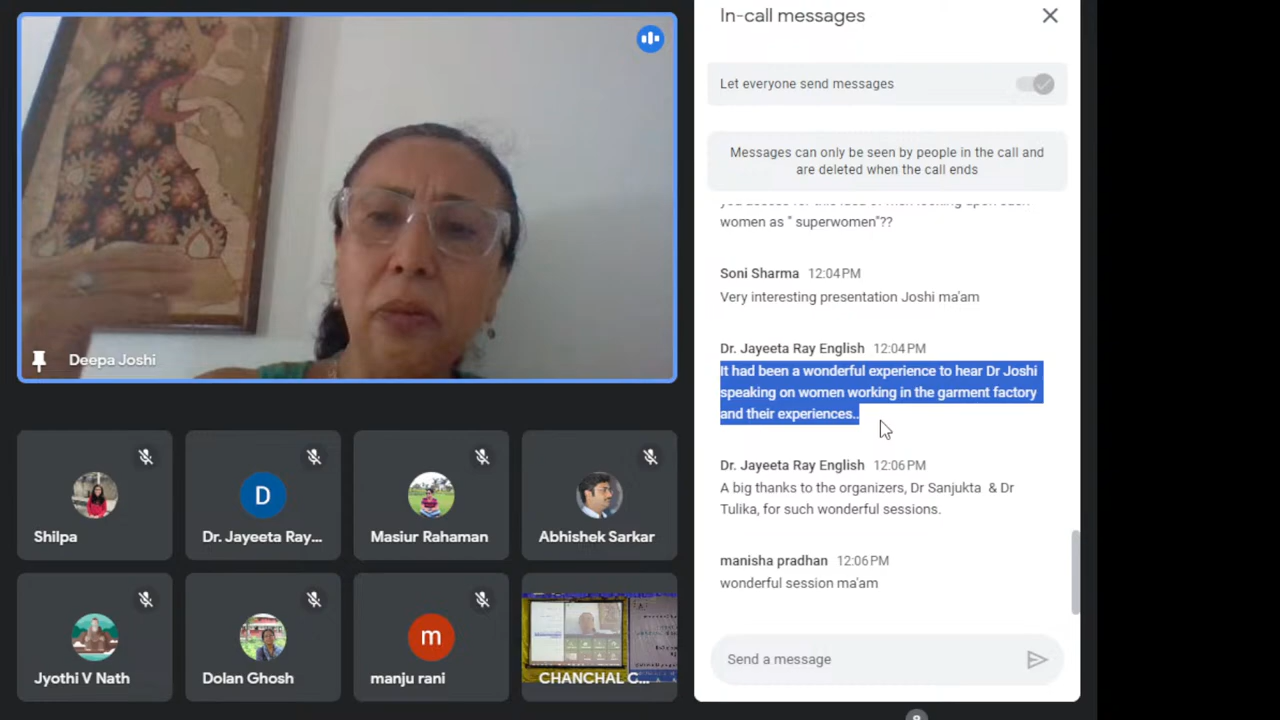 In-call messages
Let everyone send messages
Messages can only be seen by people in the call and
are deleted when the call ends
women as " superwomen"??
Soni Sharma 12:04 PM
Very interesting presentation Joshi ma'am
Dr. Jayeeta Ray English 12:04 PM
It had been a wonderful experience to hear Dr Joshi
speaking on women working in the garment factory
and their experiences..
Dr. Jayeeta Ray English 12:06 PM
A big thanks to the organizers, Dr Sanjukta & Dr
Tulika, for such wonderful sessions.
manisha pradhan 12:06 PM
wonderful session ma'am
Send a message
Deepa Joshi
Shilpa
D
Dr. Jayeeta Ray...
Masiur Rahaman
Abhishek Sarkar
Jyothi V Nath
Dolan Ghosh
m
manju rani
CHANCHAL C...